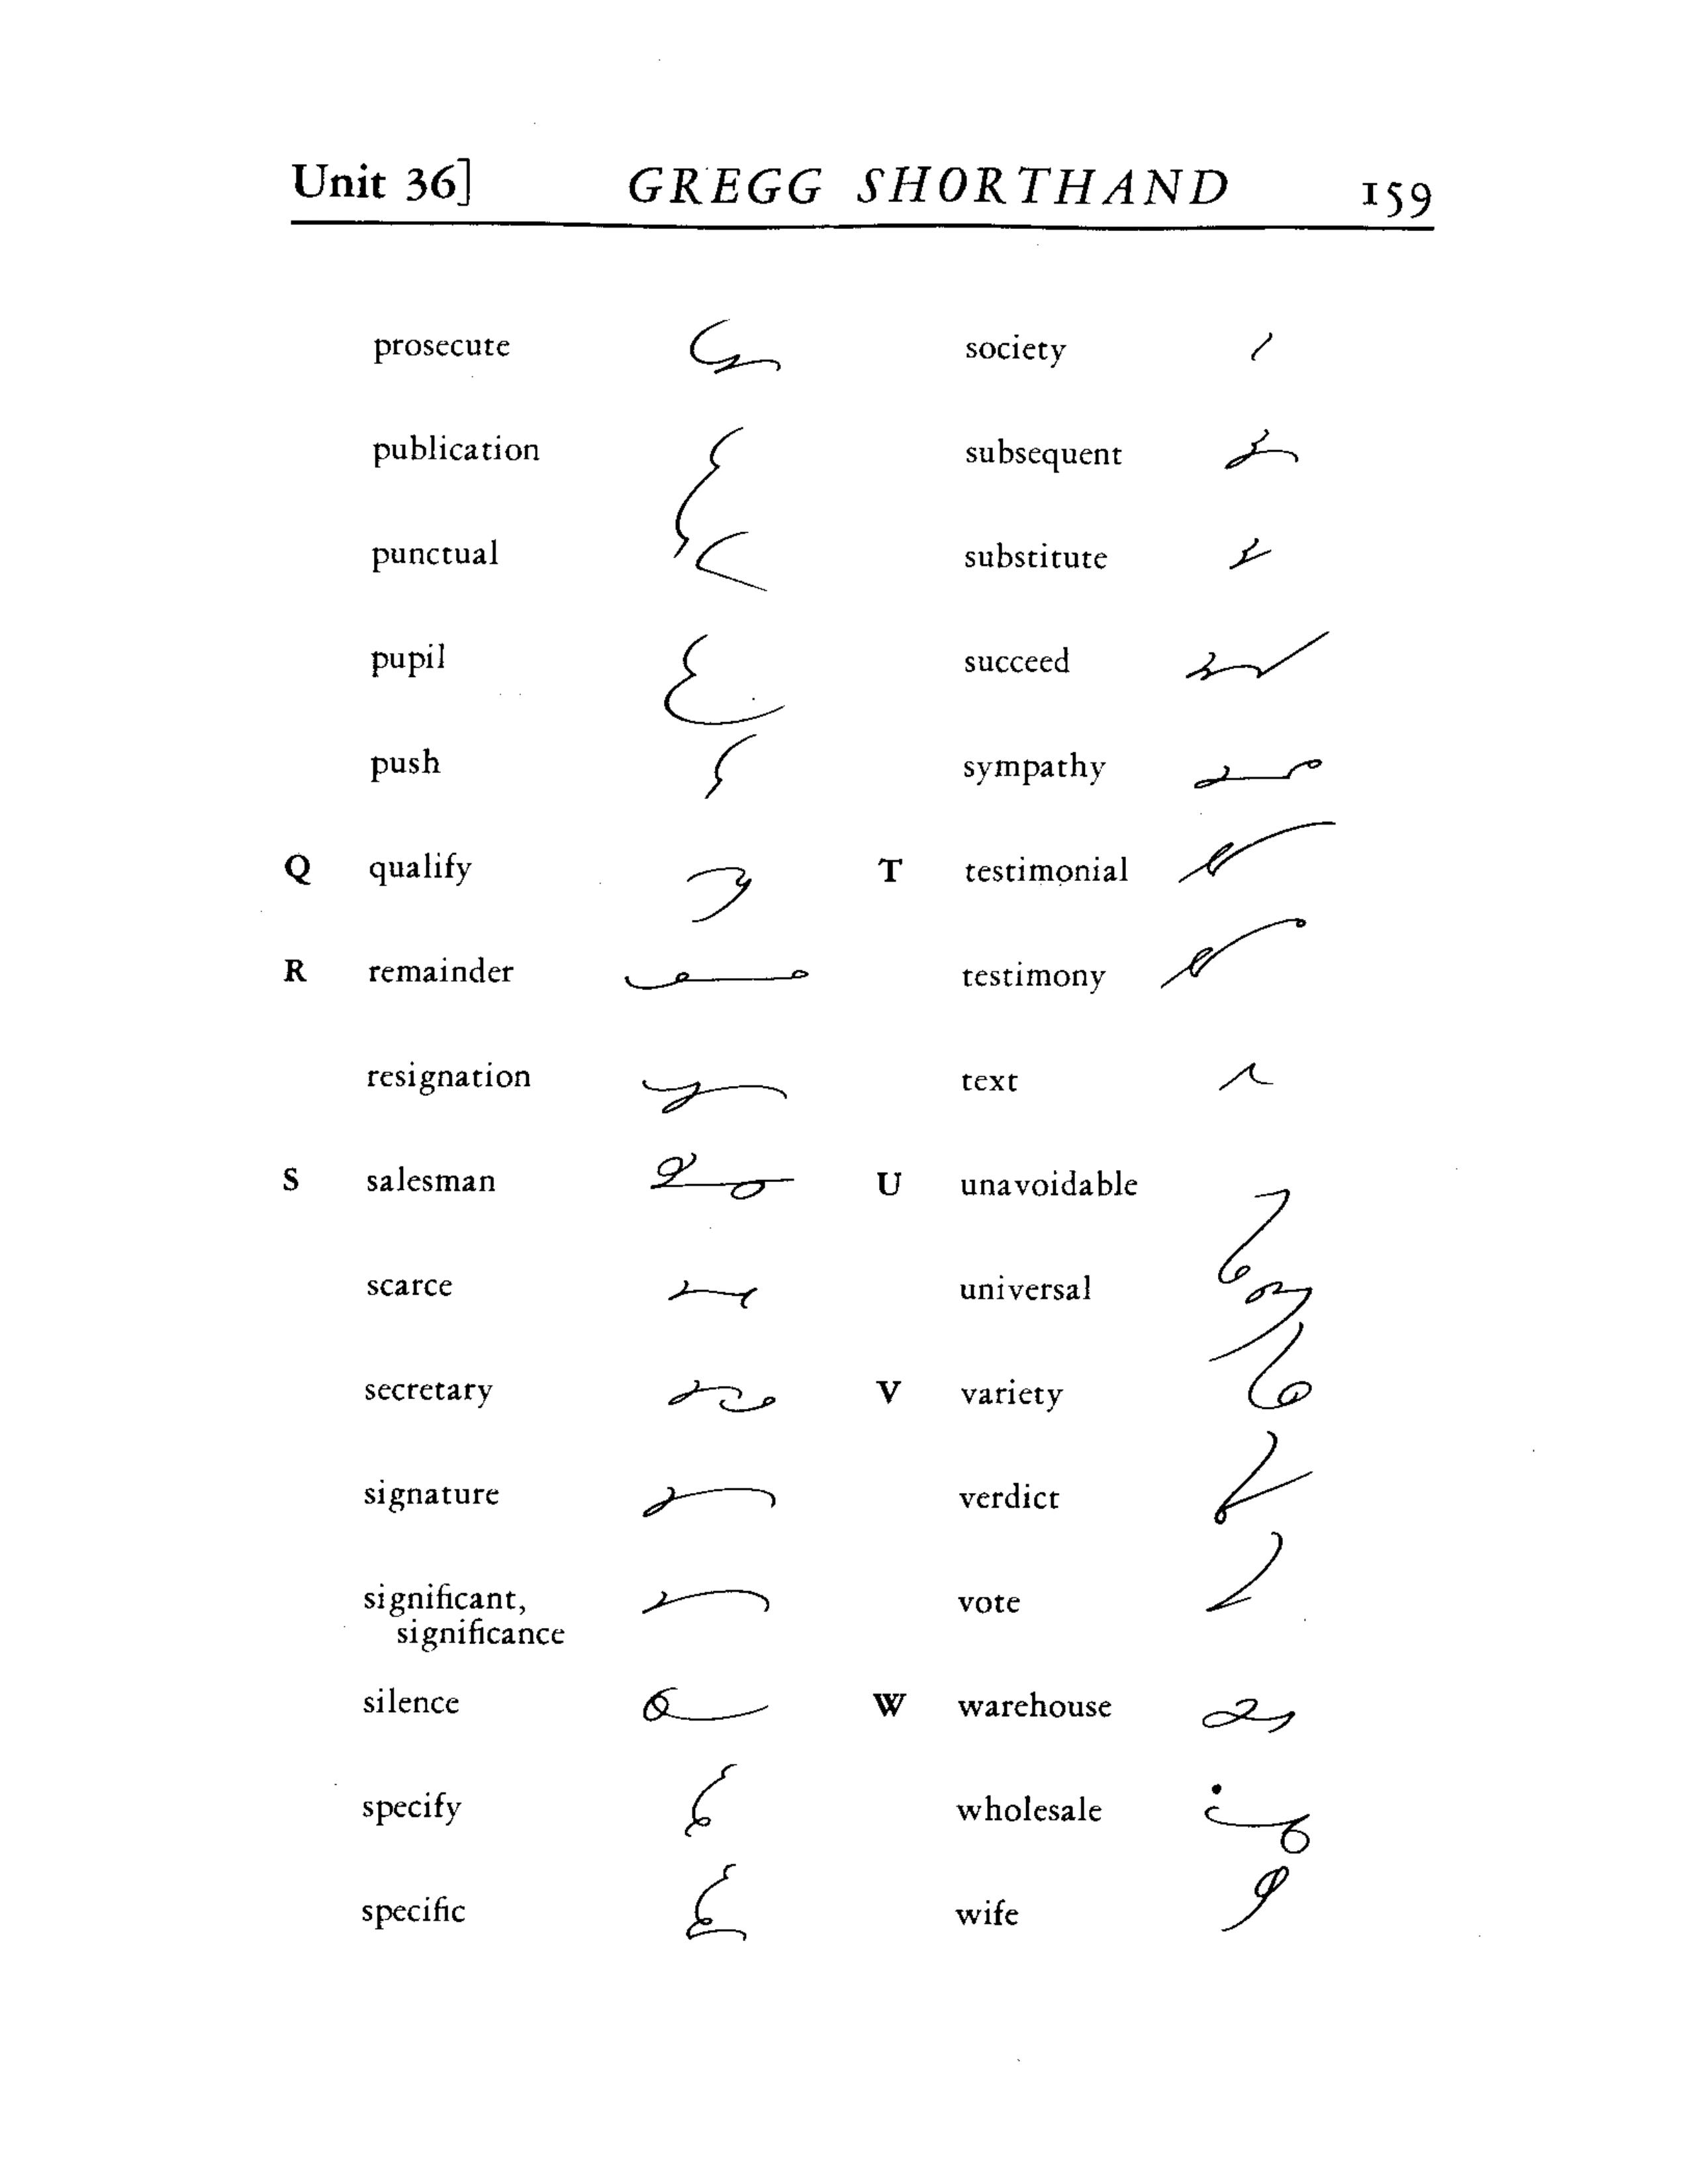 Unit 36] GREGG SHORTHAND 159
prosecute
publication
punctual
pupil
push
Q qualify
R remainder
resignation
S salesman
scarce
secretary
signature
significant,
significance
silence
specify
specific
society
subsequent
substitute
succeed
sympathy
T testimonial
testimony
text
U unavoidable
universal
V variety
verdict
vote
W warehouse
wholesale
wife